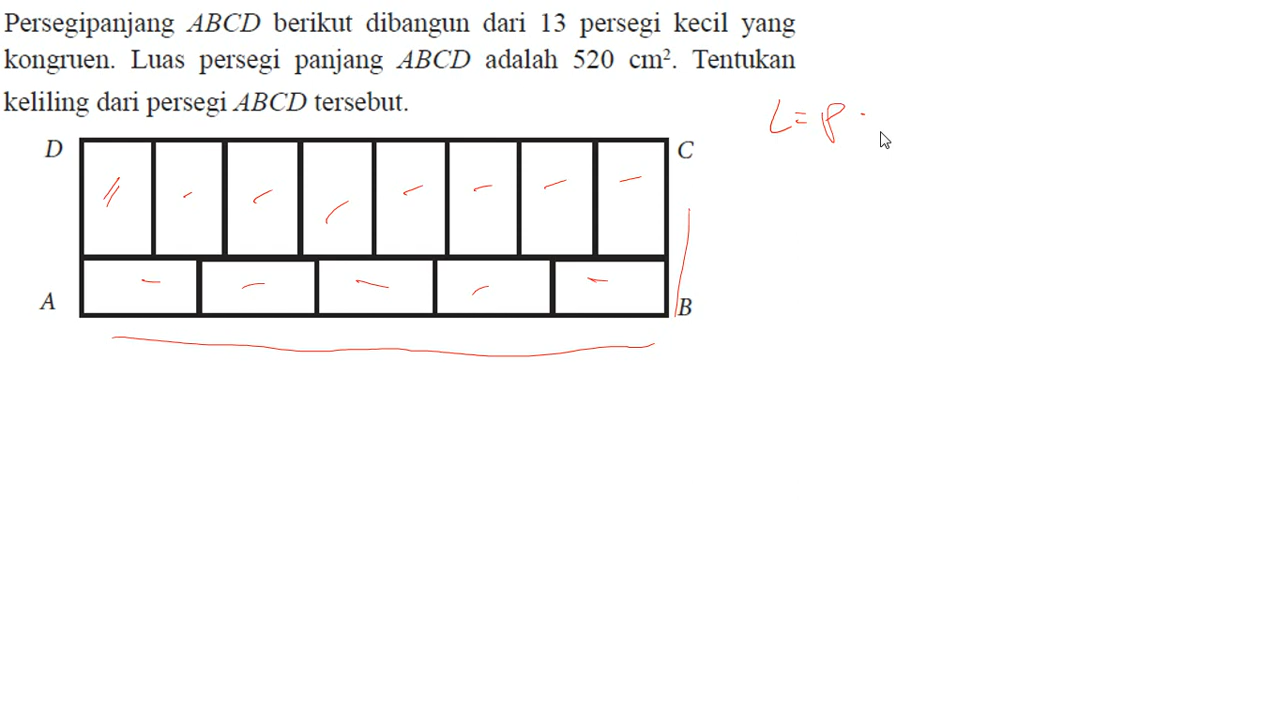 Persegipanjang ABCD berikut dibangun dari 13 persegi kecil yang
kongruen. Luas persegi panjang ABCD adalah 520 cm². Tentukan
keliling dari persegi ABCD tersebut.
L = P ·
D
C
A
B